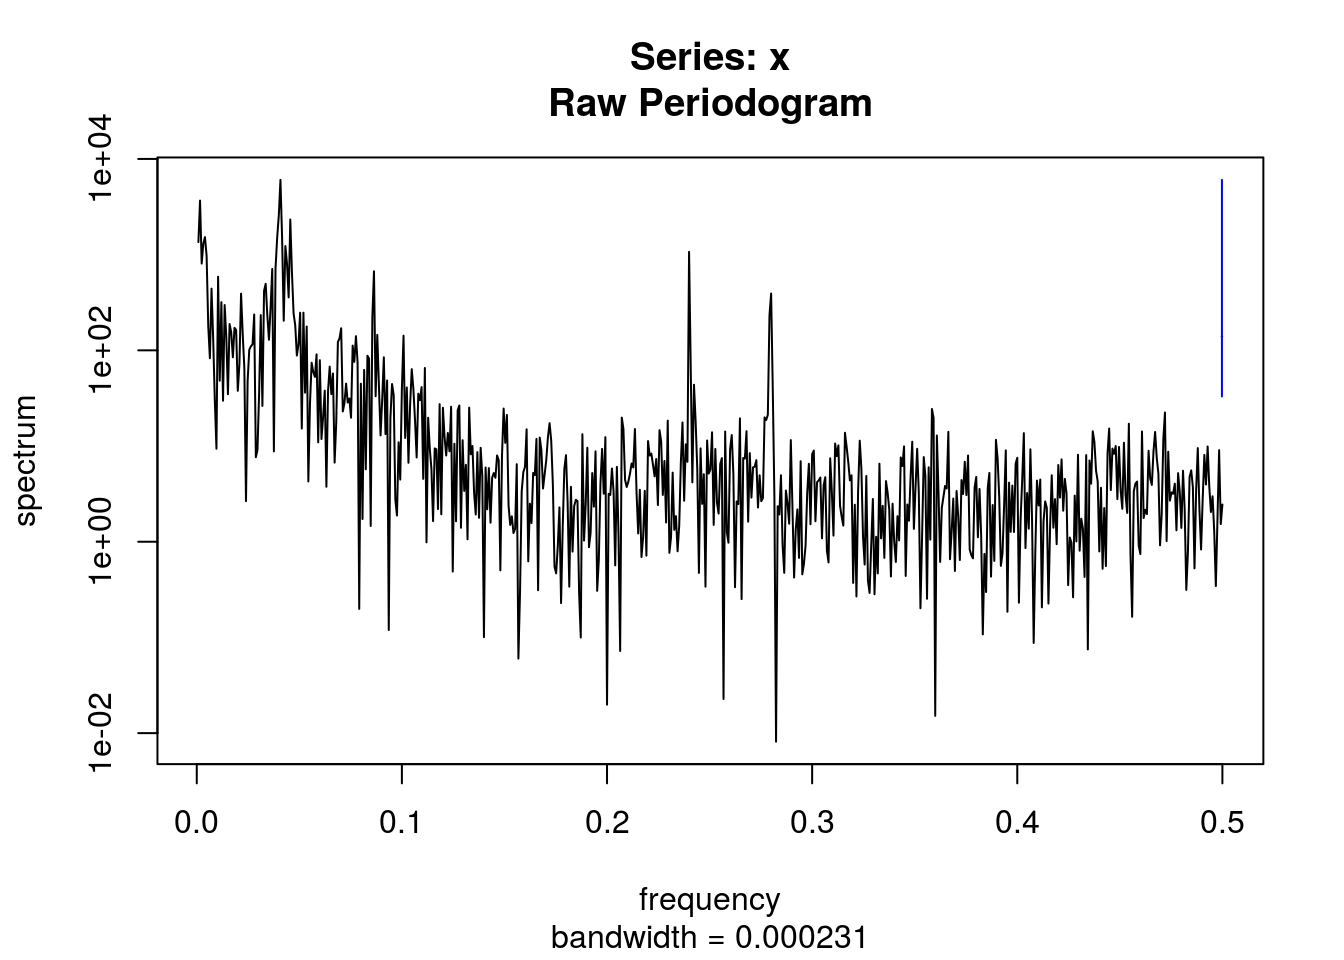 Series: x
Raw Periodogram
spectrum
1e+04
1e+02
1e+00
1e-02
0.0 0.1 0.2 0.3 0.4 0.5
frequency
bandwidth = 0.000231